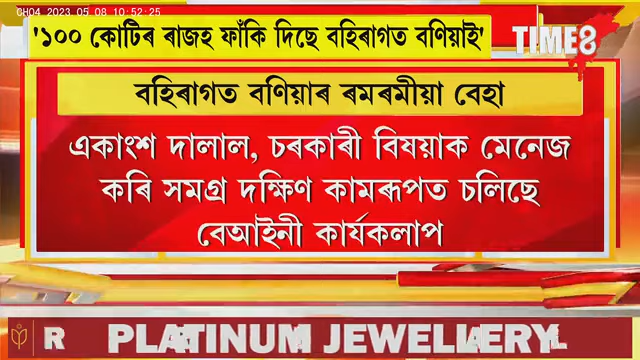 CH04 2023.05.08 10:52:25
'১০০ কোটিৰ ৰাজহ ফাঁকি দিছে বহিৰাগত বণিয়াই'
TIME8
বহিৰাগত বণিয়াৰ ৰমৰমীয়া বেহা
একাংশ দালাল, চৰকাৰী বিষয়াক মেনেজ
কৰি সমগ্ৰ দক্ষিণ কামৰূপত চলিছে
বেআইনী কাৰ্যকলাপ
PLATINUM JEWELLERY